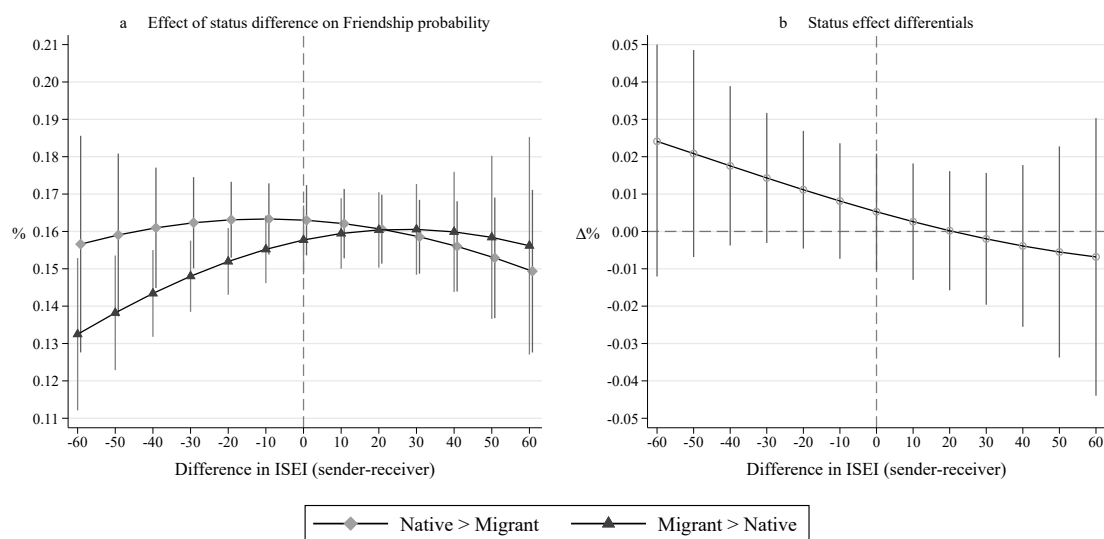 a Effect of status difference on Friendship probability
0.21
0.20
0.19
0.18
0.17
0.16
0.15
0.14
0.13
0.12
0.11
%
-60 -50 -40 -30 -20 -10 0 10 20 30 40 50 60
Difference in ISEI (sender-receiver)
b Status effect differentials
0.05
0.04
0.03
0.02
0.01
0.00
-0.01
-0.02
-0.03
-0.04
-0.05
Δ%
-60 -50 -40 -30 -20 -10 0 10 20 30 40 50 60
Difference in ISEI (sender-receiver)
Native > Migrant Migrant > Native